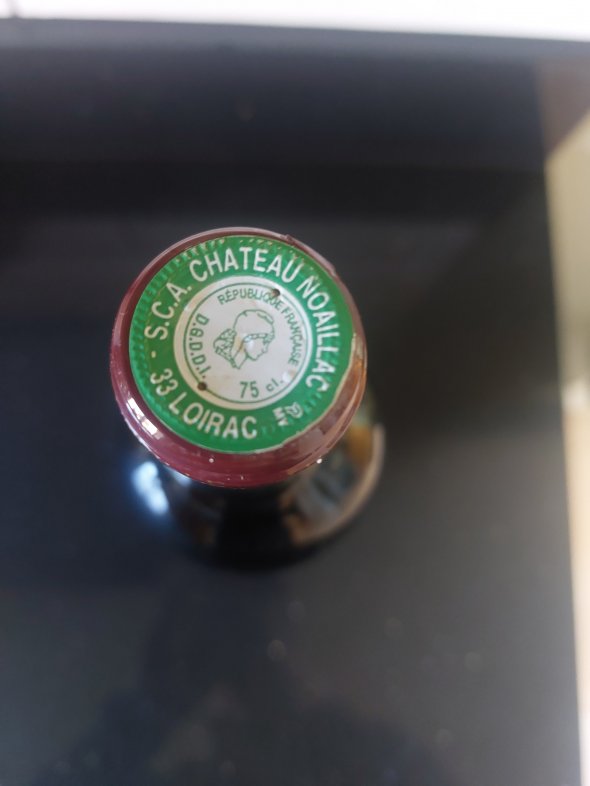 S.C.A. CHATEAU NOAILLAC
33 LOIRAC
RÉPUBLIQUE FRANÇAISE
D.G.D.D.I.
75 cl.